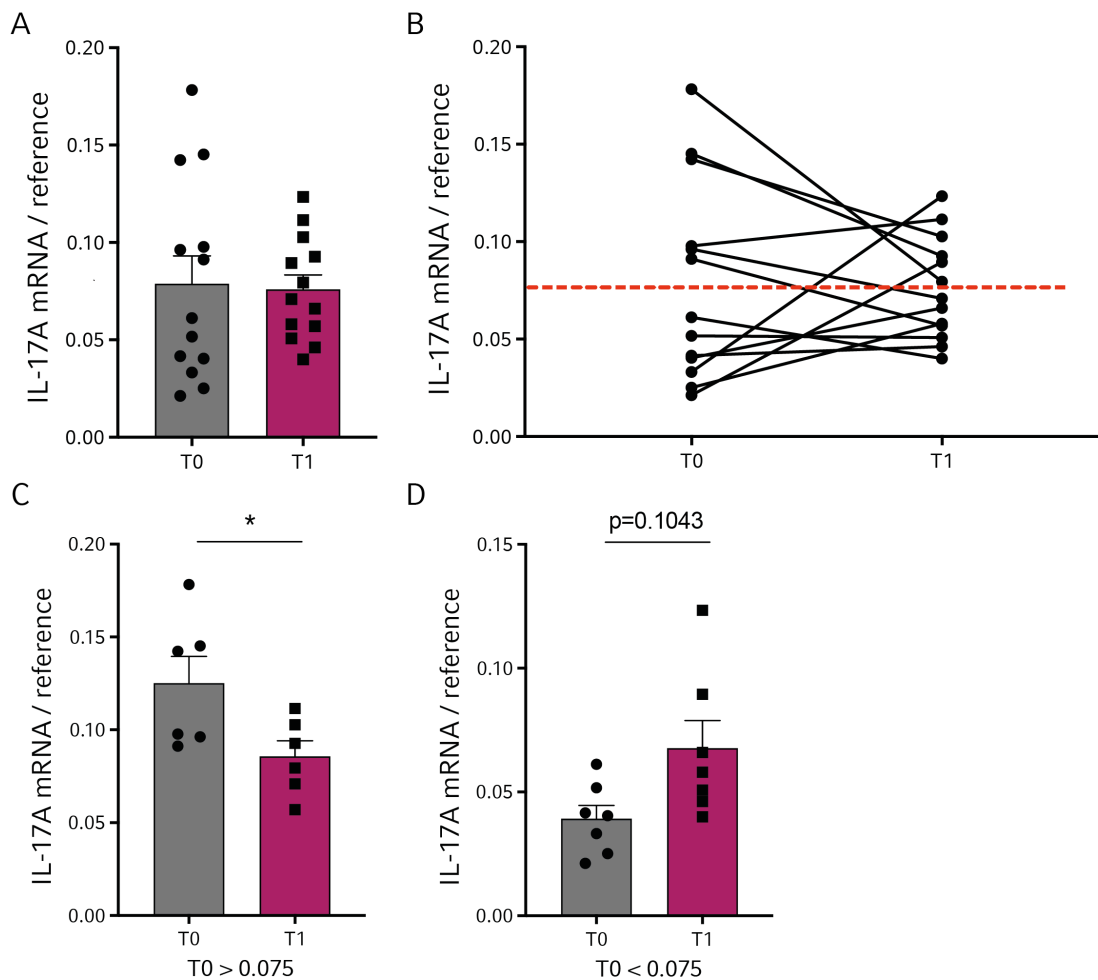 A
IL-17A mRNA / reference
0.20
0.15
0.10
0.05
0.00
T0 T1
B
IL-17A mRNA / reference
0.20
0.15
0.10
0.05
0.00
T0 T1
C
IL-17A mRNA / reference
*
0.20
0.15
0.10
0.05
0.00
T0 T1
T0 > 0.075
D
IL-17A mRNA / reference
p=0.1043
0.15
0.10
0.05
0.00
T0 T1
T0 < 0.075